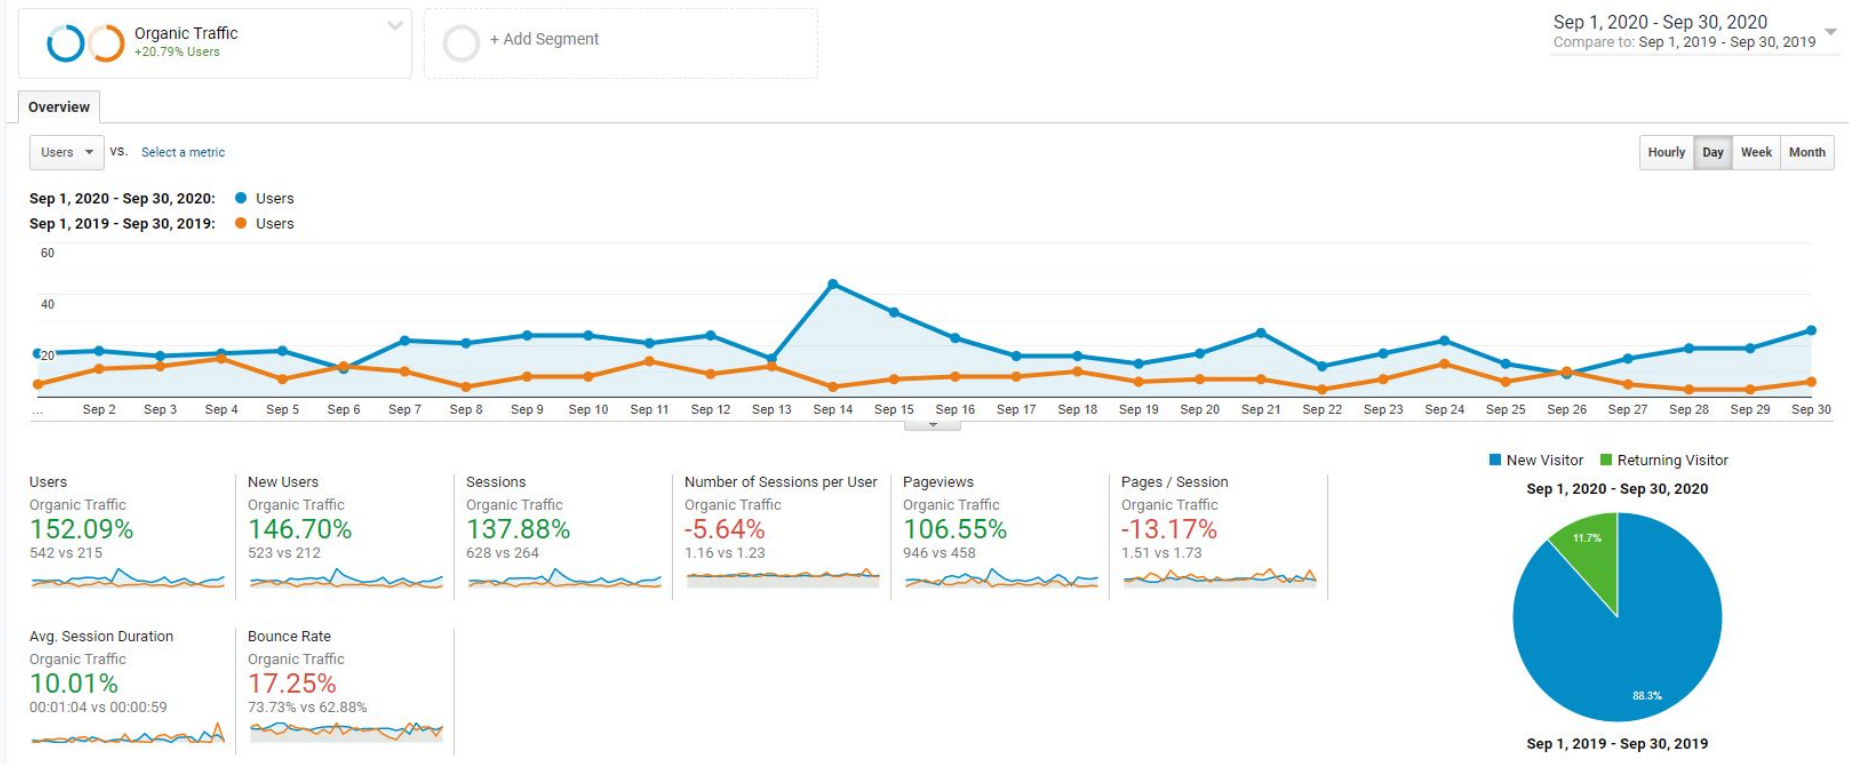 Organic Traffic
+20.79% Users
+ Add Segment
Sep 1, 2020 - Sep 30, 2020
Compare to: Sep 1, 2019 - Sep 30, 2019
Overview
Users vs. Select a metric
Hourly Day Week Month
Sep 1, 2020 - Sep 30, 2020: Users
Sep 1, 2019 - Sep 30, 2019: Users
60
40
20
... Sep 2 Sep 3 Sep 4 Sep 5 Sep 6 Sep 7 Sep 8 Sep 9 Sep 10 Sep 11 Sep 12 Sep 13 Sep 14 Sep 15 Sep 16 Sep 17 Sep 18 Sep 19 Sep 20 Sep 21 Sep 22 Sep 23 Sep 24 Sep 25 Sep 26 Sep 27 Sep 28 Sep 29 Sep 30
Users
Organic Traffic
152.09%
542 vs 215
New Users
Organic Traffic
146.70%
523 vs 212
Sessions
Organic Traffic
137.88%
628 vs 264
Number of Sessions per User
Organic Traffic
-5.64%
1.16 vs 1.23
Pageviews
Organic Traffic
106.55%
946 vs 458
Pages / Session
Organic Traffic
-13.17%
1.51 vs 1.73
Avg. Session Duration
Organic Traffic
10.01%
00:01:04 vs 00:00:59
Bounce Rate
Organic Traffic
17.25%
73.73% vs 62.88%
New Visitor Returning Visitor
Sep 1, 2020 - Sep 30, 2020
11.7%
88.3%
Sep 1, 2019 - Sep 30, 2019